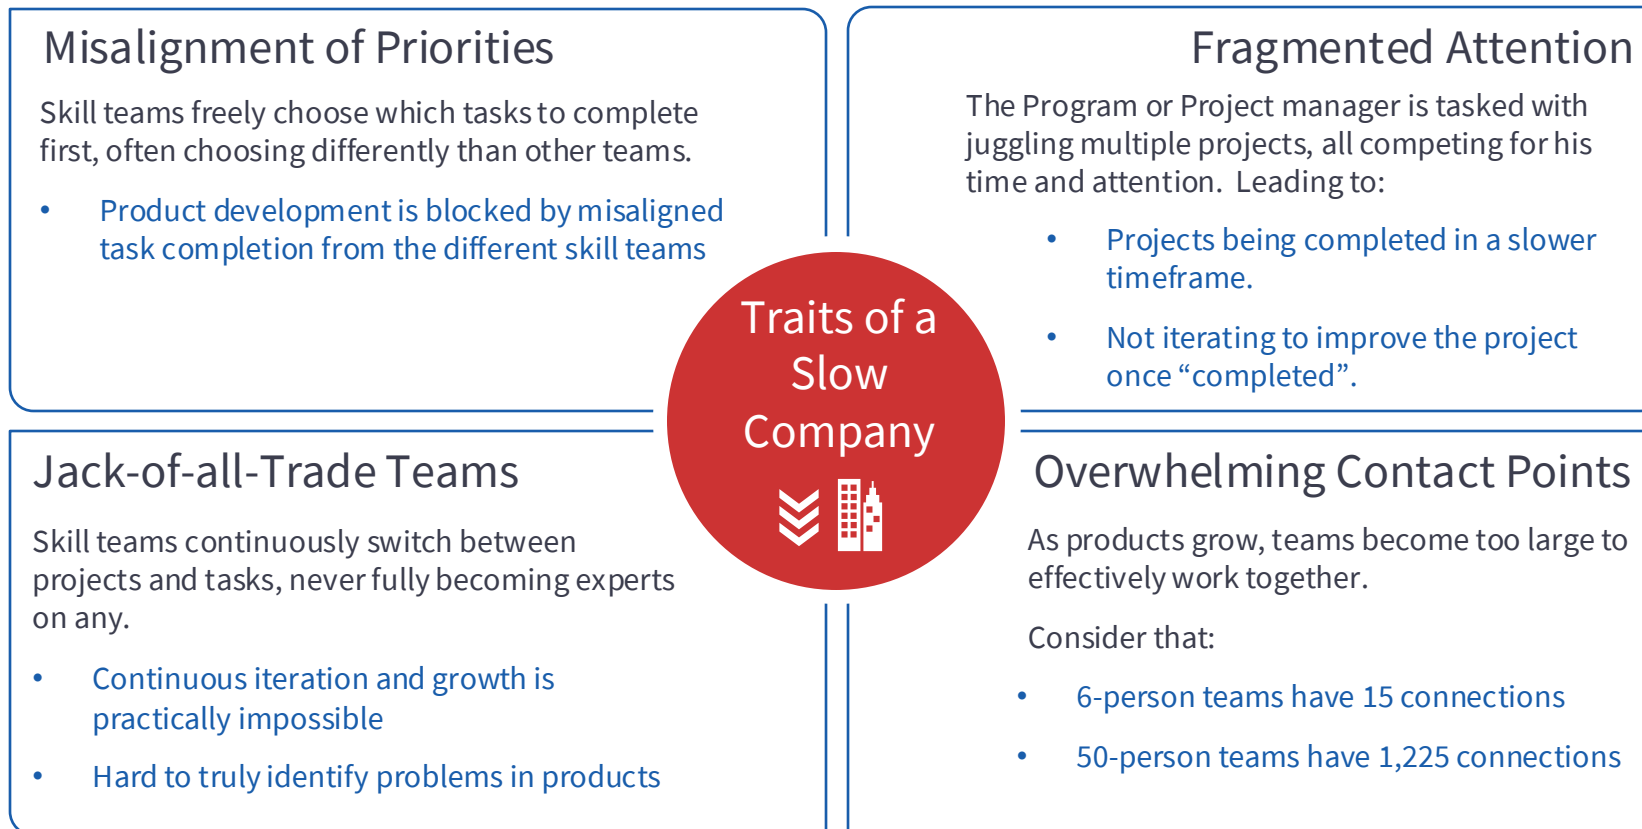 Misalignment of Priorities
Skill teams freely choose which tasks to complete
first, often choosing differently than other teams.
• Product development is blocked by misaligned
task completion from the different skill teams
Fragmented Attention
The Program or Project manager is tasked with
juggling multiple projects, all competing for his
time and attention. Leading to:
• Projects being completed in a slower
timeframe.
• Not iterating to improve the project
once “completed”.
Traits of a
Slow
Company
Jack-of-all-Trade Teams
Skill teams continuously switch between
projects and tasks, never fully becoming experts
on any.
• Continuous iteration and growth is
practically impossible
• Hard to truly identify problems in products
Overwhelming Contact Points
As products grow, teams become too large to
effectively work together.
Consider that:
• 6-person teams have 15 connections
• 50-person teams have 1,225 connections